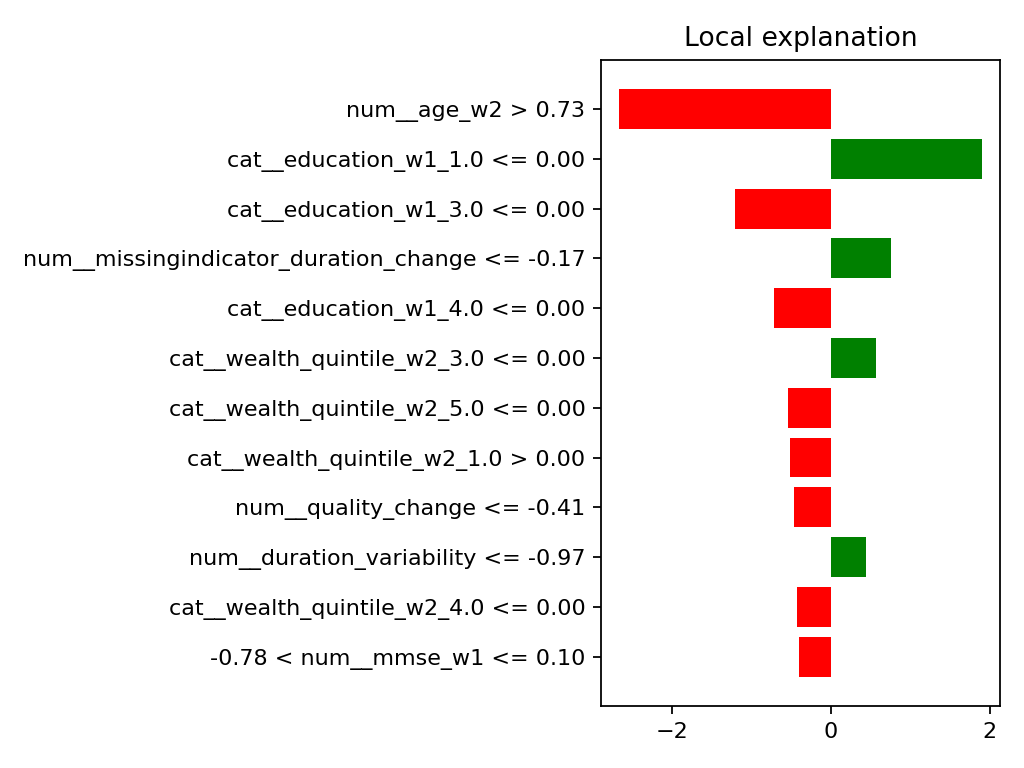 Local explanation
num__age_w2 > 0.73
cat__education_w1_1.0 <= 0.00
cat__education_w1_3.0 <= 0.00
num__missingindicator_duration_change <= -0.17
cat__education_w1_4.0 <= 0.00
cat__wealth_quintile_w2_3.0 <= 0.00
cat__wealth_quintile_w2_5.0 <= 0.00
cat__wealth_quintile_w2_1.0 > 0.00
num__quality_change <= -0.41
num__duration_variability <= -0.97
cat__wealth_quintile_w2_4.0 <= 0.00
-0.78 < num__mmse_w1 <= 0.10
−2 0 2